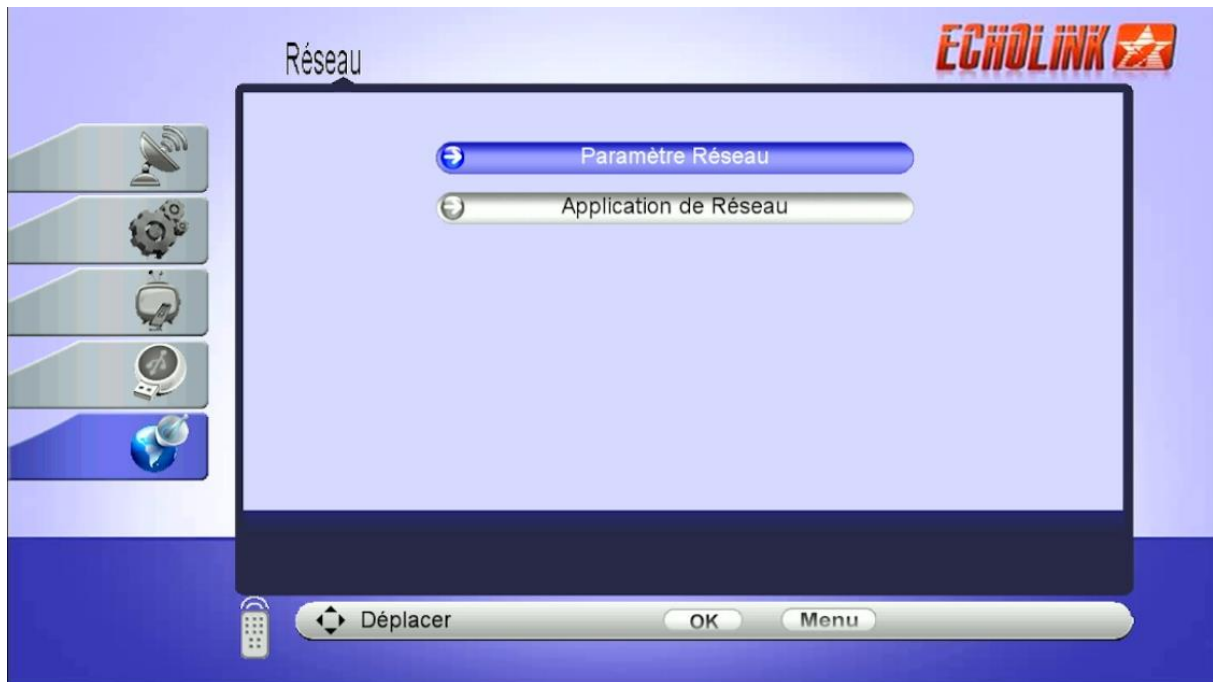 Réseau
ECHOLINK
Paramètre Réseau
Application de Réseau
Déplacer
OK
Menu